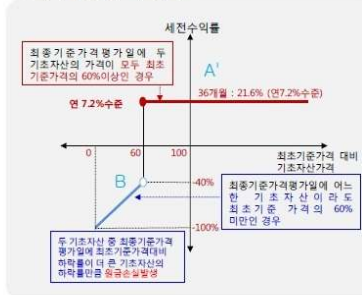 세전수익률
최종기준가격평가일에 두
기초자산의 가격이 모두 최초
기준가격의 60%이상인 경우
A'
36개월 : 21.6% (연7.2%수준)
연 7.2%수준
0 60 100
최초기준가격 대비
기초자산가격
B
-40%
최종기준가격평가일에 어느
한 기초자산이라도
최초기준 가격의 60%
미만인 경우
-100%
두 기초자산 중 최종기준가격
평가일에 최초기준가격대비
하락률이 더 큰 기초자산의
하락률만큼 원금손실발생